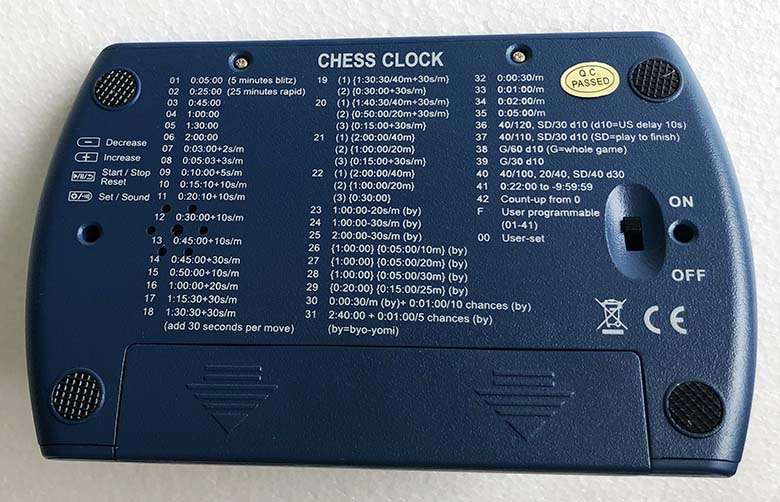 CHESS CLOCK
Q.C.
PASSED
Decrease
Increase
Start / Stop
Reset
Set / Sound
01 0:05:00 (5 minutes blitz)
02 0:25:00 (25 minutes rapid)
03 0:45:00
04 1:00:00
05 1:30:00
06 2:00:00
07 0:03:00+2s/m
08 0:05:03+3s/m
09 0:10:00+5s/m
10 0:15:10+10s/m
11 0:20:10+10s/m
12 0:30:00+10s/m
13 0:45:00+10s/m
14 0:45:00+30s/m
15 0:50:00+10s/m
16 1:00:00+20s/m
17 1:15:30+30s/m
18 1:30:30+30s/m
(add 30 seconds per move)
19 (1) {1:30:30/40m+30s/m}
(2) {0:30:00+30s/m}
20 (1) {1:40:30/40m+30s/m}
(2) {0:50:00/20m+30s/m}
(3) {0:15:00+30s/m}
21 (1) {2:00:00/40m}
(2) {1:00:00/20m}
(3) {0:15:00+30s/m}
22 (1) {2:00:00/40m}
(2) {1:00:00/20m}
(3) {0:30:00}
23 1:00:00-20s/m (by)
24 1:00:00-30s/m (by)
25 2:00:00-30s/m (by)
26 {1:00:00} {0:05:00/10m} (by)
27 {1:00:00} {0:05:00/20m} (by)
28 {1:00:00} {0:05:00/30m} (by)
29 {0:20:00} {0:15:00/25m} (by)
30 0:00:30/m (by)+ 0:01:00/10 chances (by)
31 2:40:00 + 0:01:00/5 chances (by)
(by=byo-yomi)
32 0:00:30/m
33 0:01:00/m
34 0:02:00/m
35 0:05:00/m
36 40/120, SD/30 d10 (d10=US delay 10s)
37 40/110, SD/30 d10 (SD=play to finish)
38 G/60 d10 (G=whole game)
39 G/30 d10
40 40/100, 20/40, SD/40 d30
41 0:22:00 to -9:59:59
42 Count-up from 0
F User programmable
(01-41)
00 User-set
ON
OFF
CE